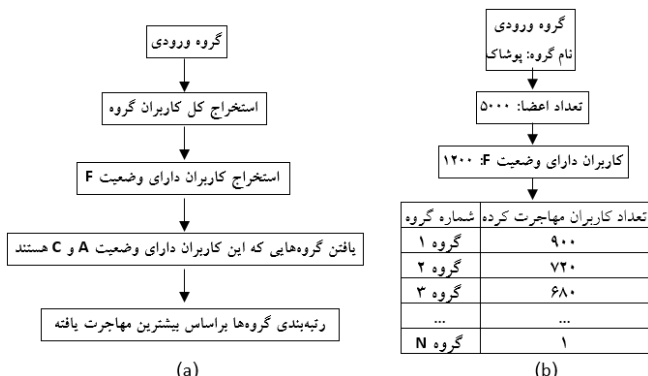 گروه ورودی
استخراج کل کاربران گروه
استخراج کاربران دارای وضعیت F
یافتن گروه‌هایی که این کاربران دارای وضعیت A و C هستند
رتبه‌بندی گروه‌ها براساس بیشترین مهاجرت یافته
(a)
گروه ورودی
نام گروه: پوشاک
تعداد اعضا: ۵۰۰۰
کاربران دارای وضعیت F: ۱۲۰۰
شماره گروه تعداد کاربران مهاجرت کرده
گروه ۱ ۹۰۰
گروه ۲ ۷۲۰
گروه ۳ ۶۸۰
... ...
گروه N ۱
(b)